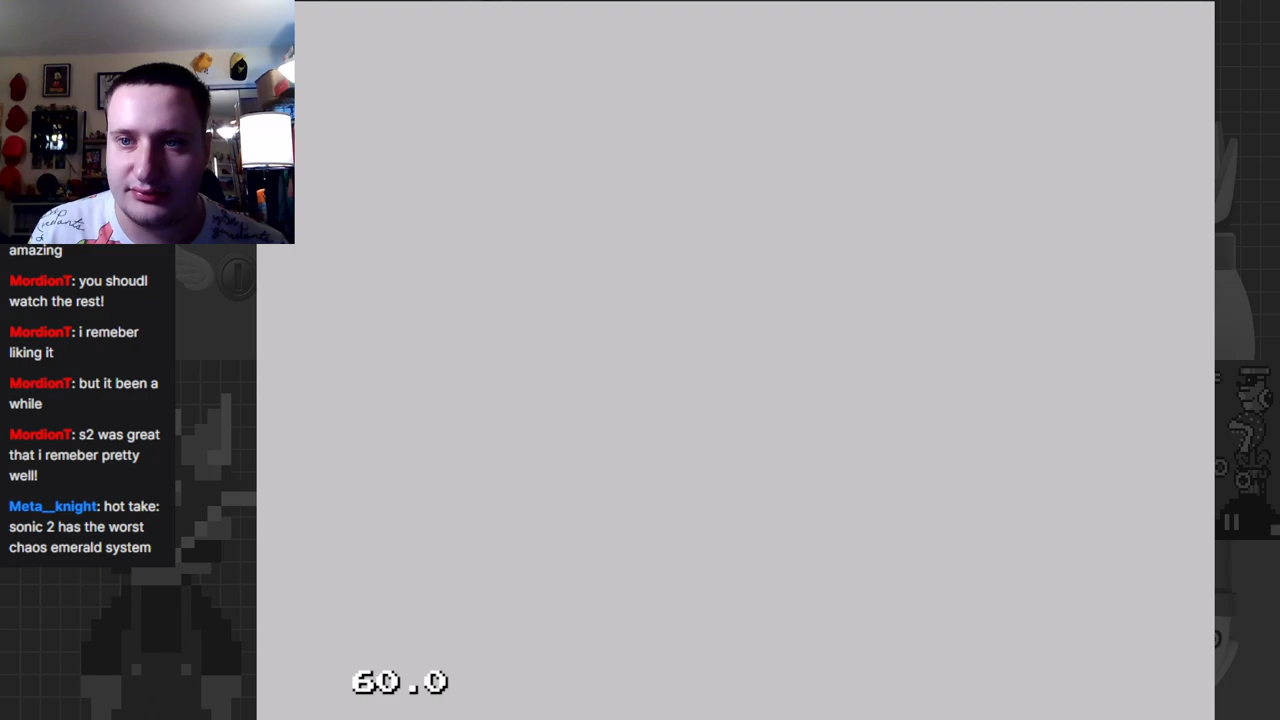 amazing
MordionT: you shoudl
watch the rest!
MordionT: i remeber
liking it
MordionT: but it been a
while
MordionT: s2 was great
that i remeber pretty
well!
Meta__knight: hot take:
sonic 2 has the worst
chaos emerald system
60.0